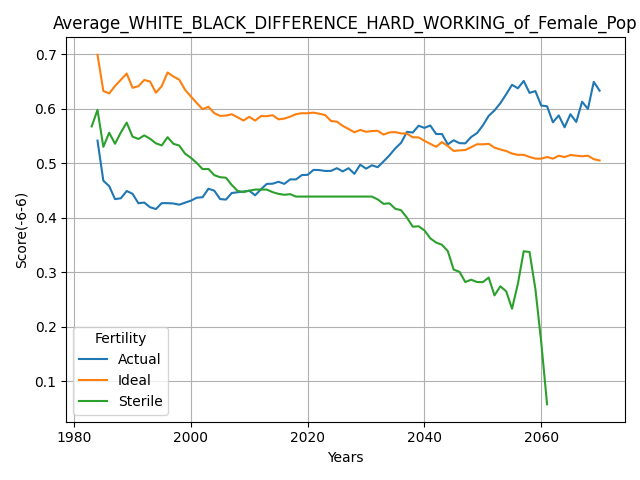 Average_WHITE_BLACK_DIFFERENCE_HARD_WORKING_of_Female_Pop
Score(-6-6)
0.7
0.6
0.5
0.4
0.3
0.2
0.1
Fertility
Actual
Ideal
Sterile
1980 2000 2020 2040 2060
Years